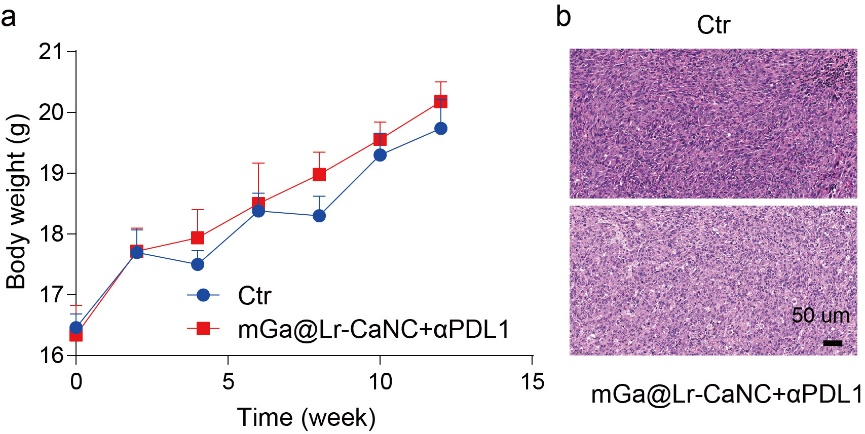 a
21
20
19
18
17
16
Body weight (g)
0
5
10
15
Time (week)
Ctr
mGa@Lr-CaNC+αPDL1
b
Ctr
50 um
mGa@Lr-CaNC+αPDL1